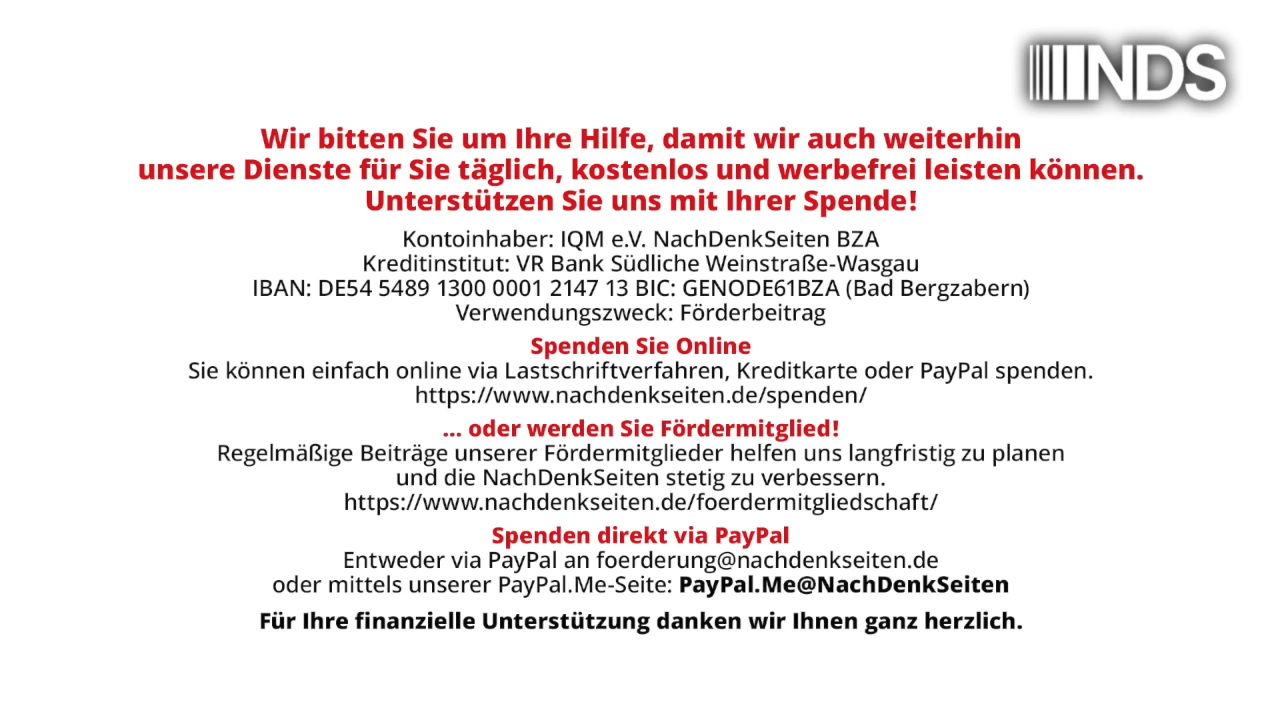 NDS
Wir bitten Sie um Ihre Hilfe, damit wir auch weiterhin
unsere Dienste für Sie täglich, kostenlos und werbefrei leisten können.
Unterstützen Sie uns mit Ihrer Spende!
Kontoinhaber: IQM e.V. NachDenkSeiten BZA
Kreditinstitut: VR Bank Südliche Weinstraße-Wasgau
IBAN: DE54 5489 1300 0001 2147 13 BIC: GENODE61BZA (Bad Bergzabern)
Verwendungszweck: Förderbeitrag
Spenden Sie Online
Sie können einfach online via Lastschriftverfahren, Kreditkarte oder PayPal spenden.
https://www.nachdenkseiten.de/spenden/
... oder werden Sie Fördermitglied!
Regelmäßige Beiträge unserer Fördermitglieder helfen uns langfristig zu planen
und die NachDenkSeiten stetig zu verbessern.
https://www.nachdenkseiten.de/foerdermitgliedschaft/
Spenden direkt via PayPal
Entweder via PayPal an foerderung@nachdenkseiten.de
oder mittels unserer PayPal.Me-Seite: PayPal.Me@NachDenkSeiten
Für Ihre finanzielle Unterstützung danken wir Ihnen ganz herzlich.